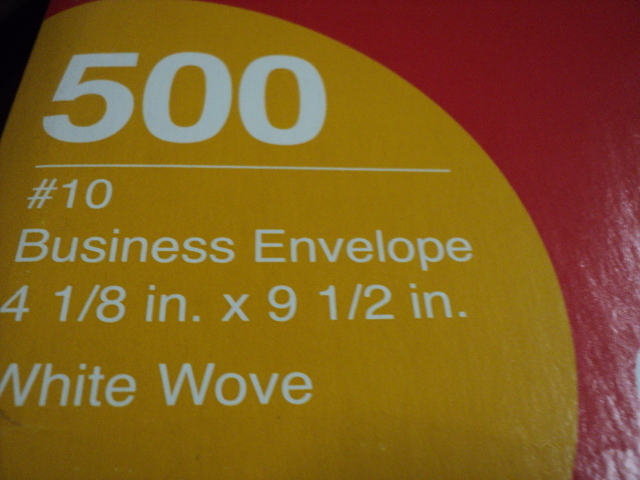 500
#10
Business Envelope
4 1/8 in. x 9 1/2 in.
White Wove